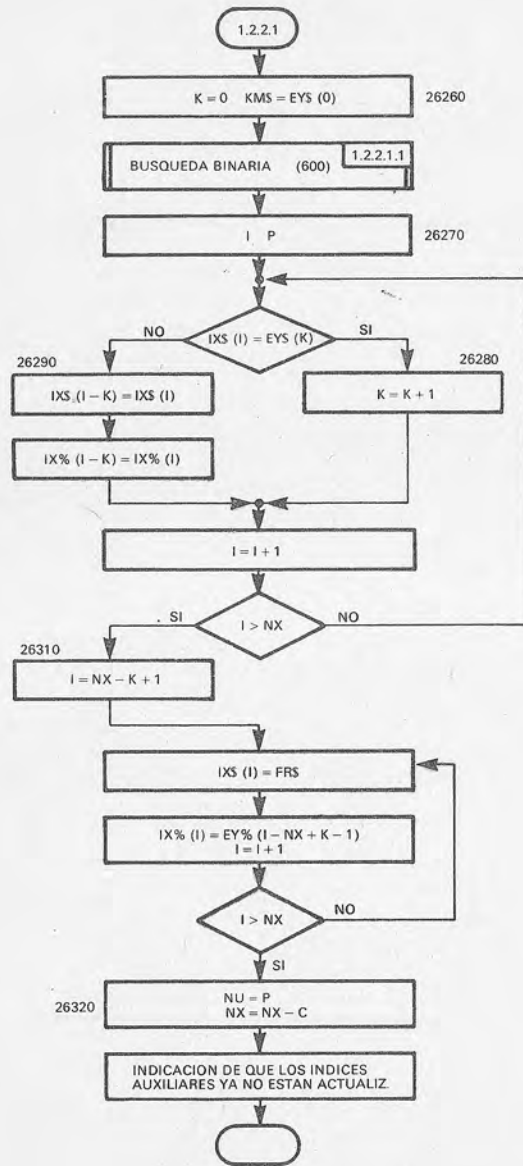 1.2.2.1
K = 0 KM$ = EY$ (0)
26260
1.2.2.1.1
BUSQUEDA BINARIA (600)
I P
26270
IX$ (I) = EY$ (K)
NO
SI
26290
26280
IX$ (I – K) = IX$ (I)
K = K + 1
IX% (I – K) = IX% (I)
I = I + 1
I > NX
SI
NO
26310
I = NX – K + 1
IX$ (I) = FR$
IX% (I) = EY% (I – NX + K – 1)
I = I + 1
I > NX
NO
SI
26320
NU = P
NX = NX – C
INDICACION DE QUE LOS INDICES
AUXILIARES YA NO ESTAN ACTUALIZ.